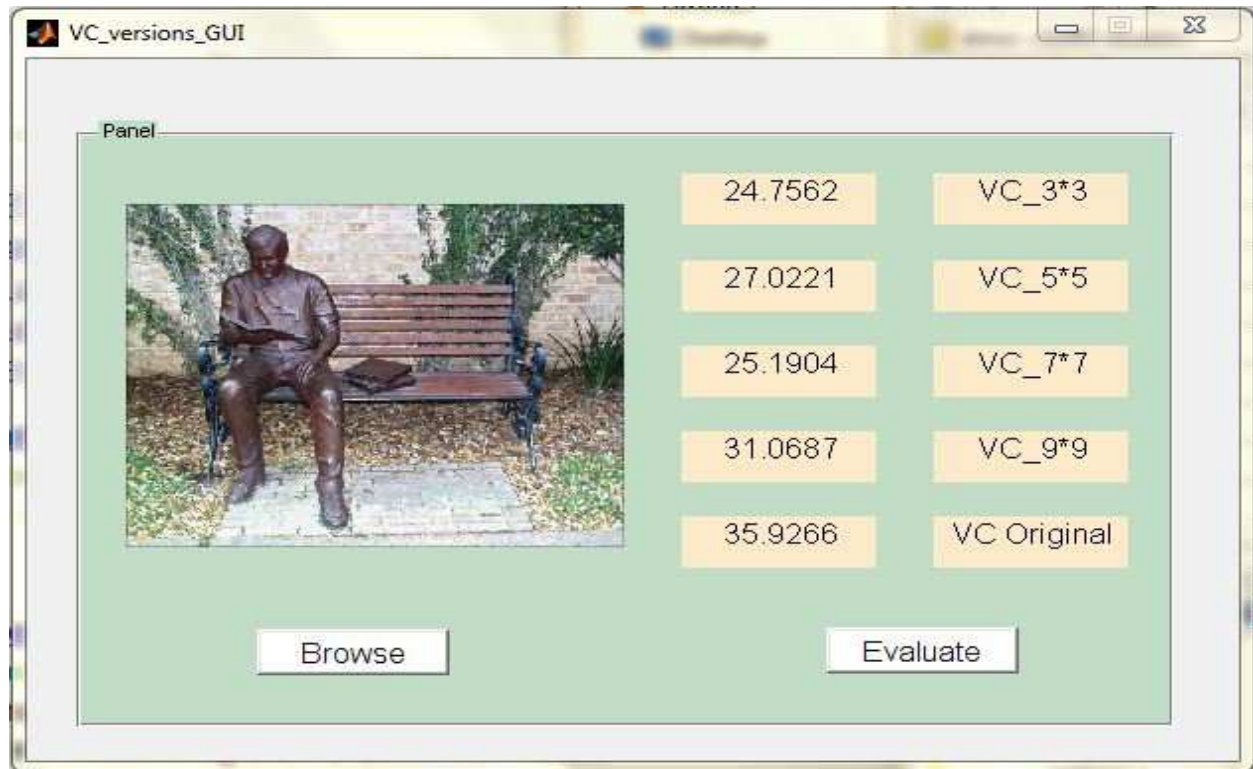 VC_versions_GUI
Panel
24.7562 VC_3*3
27.0221 VC_5*5
25.1904 VC_7*7
31.0687 VC_9*9
35.9266 VC Original
Browse Evaluate